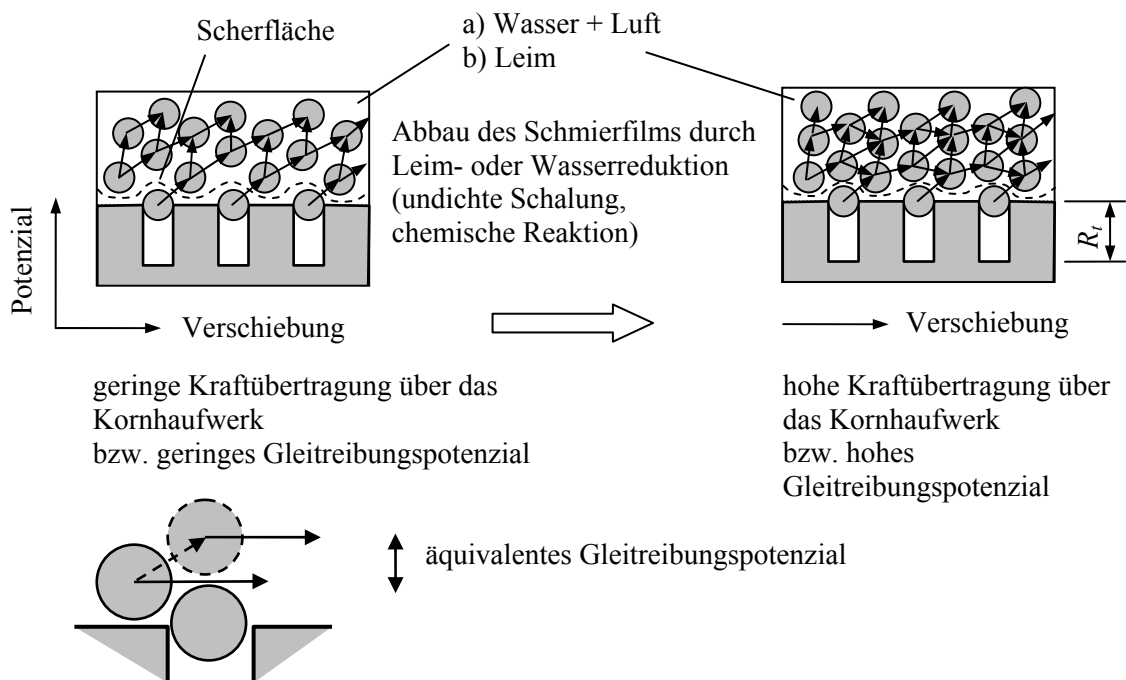 Scherfläche
a) Wasser + Luft
b) Leim
Abbau des Schmierfilms durch
Leim- oder Wasserreduktion
(undichte Schalung,
chemische Reaktion)
Potenzial
Verschiebung
R_t
Verschiebung
geringe Kraftübertragung über das
Kornhaufwerk
bzw. geringes Gleitreibungspotenzial
hohe Kraftübertragung über
das Kornhaufwerk
bzw. hohes
Gleitreibungspotenzial
äquivalentes Gleitreibungspotenzial